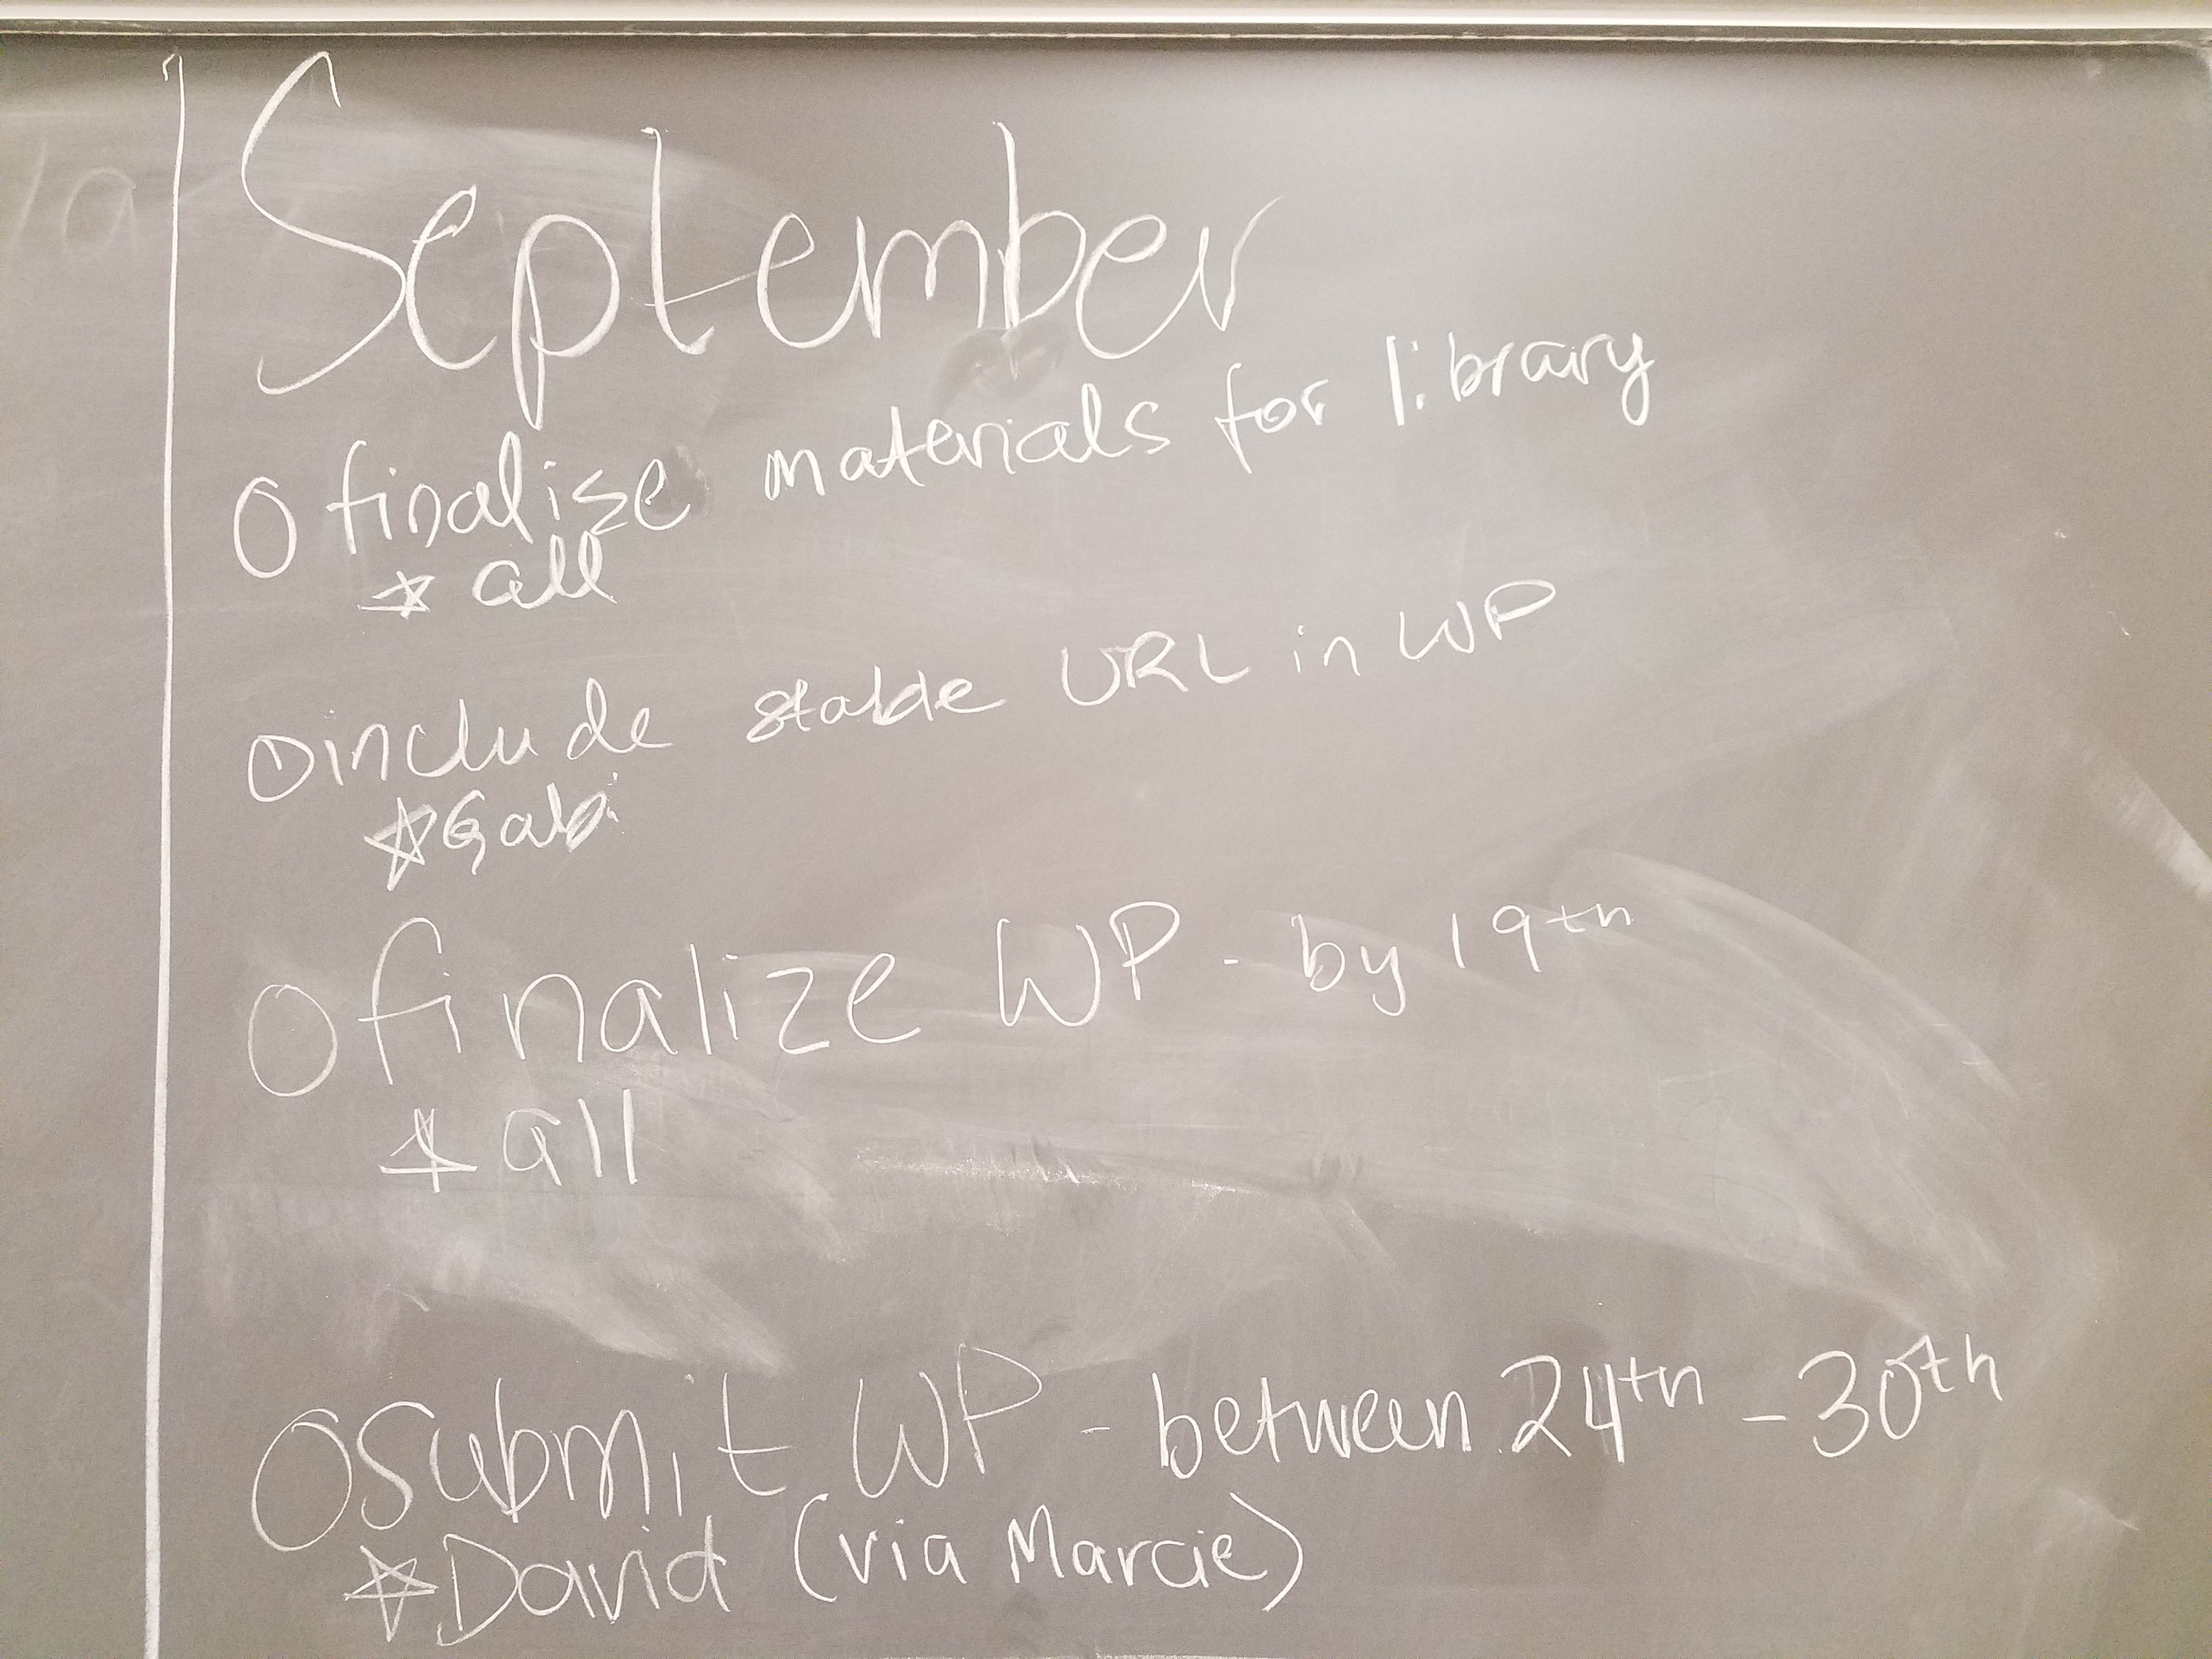 September
O finalise materials for library
☆ all
O include stable URL in WP
☆ Gabi
O finalize WP - by 19th
☆ all
O submit WP - between 24th - 30th
☆ David (via Marcie)